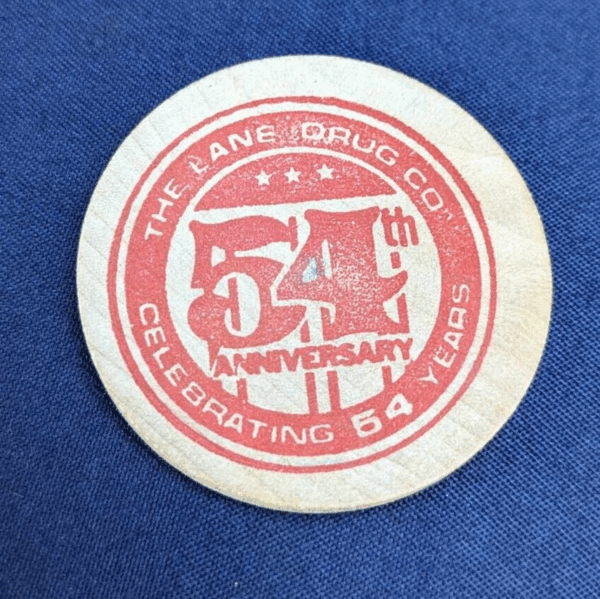 THE LANE DRUG CO.
54th
ANNIVERSARY
CELEBRATING 54 YEARS